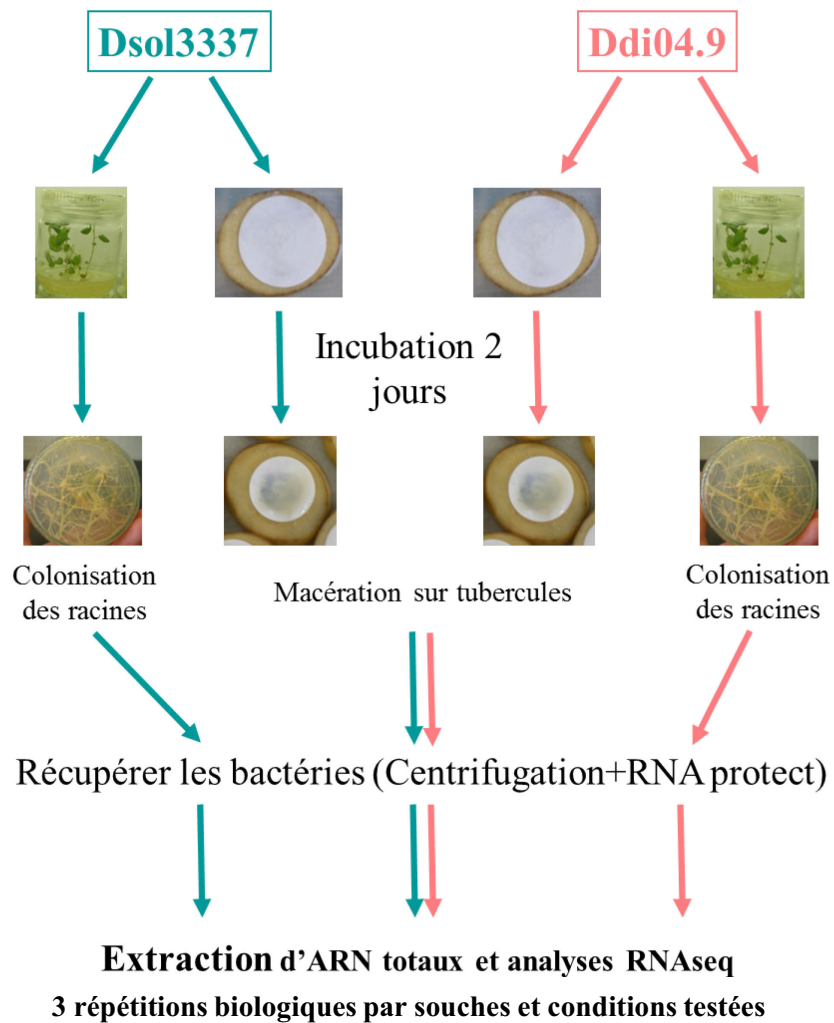 Dsol3337
Ddi04.9
Incubation 2
jours
Colonisation
des racines
Macération sur tubercules
Colonisation
des racines
Récupérer les bactéries (Centrifugation+RNA protect)
Extraction d’ARN totaux et analyses RNAseq
3 répétitions biologiques par souches et conditions testées